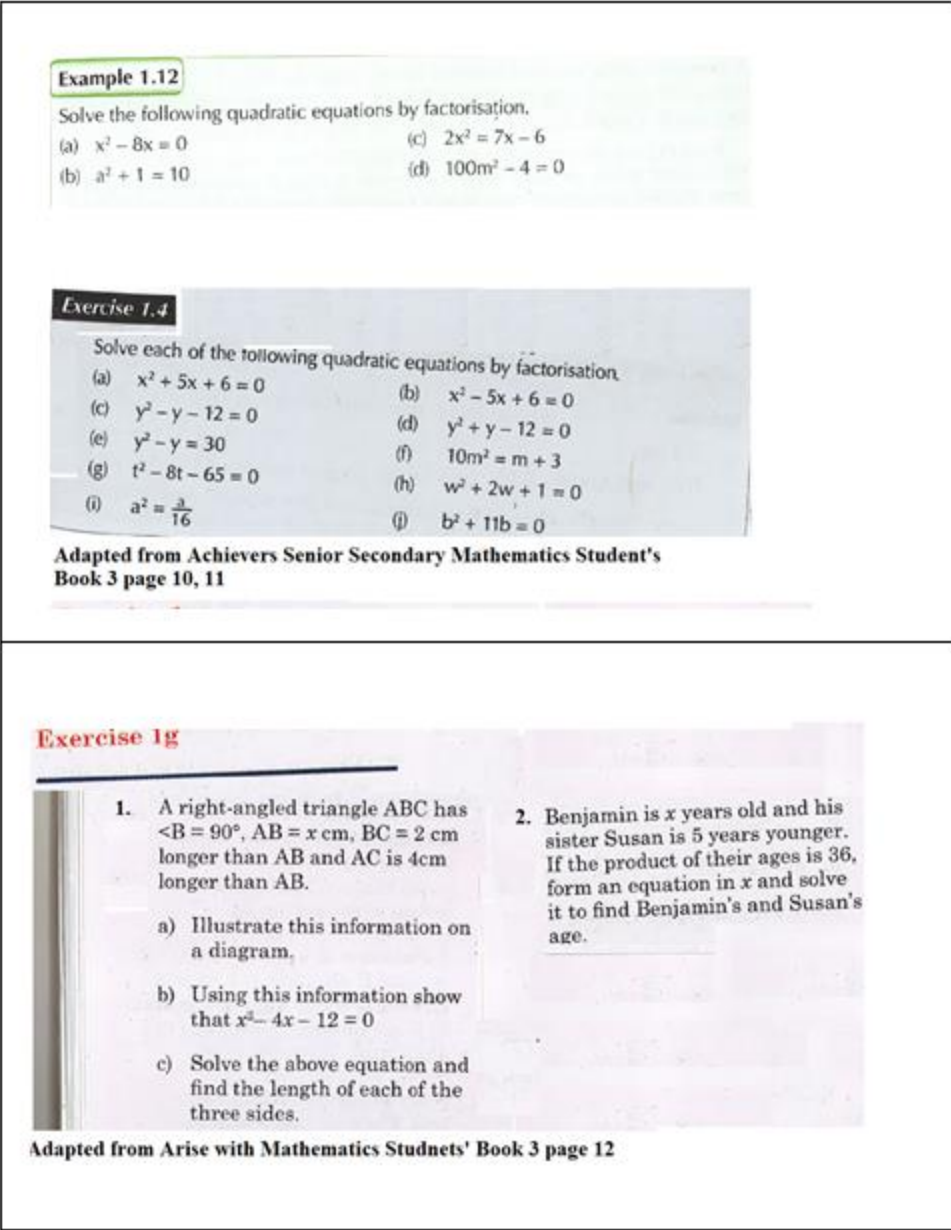 Example 1.12
Solve the following quadratic equations by factorisation.
(a) x² – 8x = 0
(c) 2x² = 7x – 6
(b) a² + 1 = 10
(d) 100m² – 4 = 0
Exercise 1.4
Solve each of the following quadratic equations by factorisation
(a) x² + 5x + 6 = 0
(b) x² – 5x + 6 = 0
(c) y² – y – 12 = 0
(d) y² + y – 12 = 0
(e) y² – y = 30
(f) 10m² = m + 3
(g) t² – 8t – 65 = 0
(h) w² + 2w + 1 = 0
(i) a² = a/16
(j) b² + 11b = 0
Adapted from Achievers Senior Secondary Mathematics Student's
Book 3 page 10, 11
Exercise 1g
1. A right-angled triangle ABC has
<B = 90°, AB = x cm, BC = 2 cm
longer than AB and AC is 4cm
longer than AB.
a) Illustrate this information on
a diagram.
b) Using this information show
that x² – 4x – 12 = 0
c) Solve the above equation and
find the length of each of the
three sides.
2. Benjamin is x years old and his
sister Susan is 5 years younger.
If the product of their ages is 36,
form an equation in x and solve
it to find Benjamin's and Susan's
age.
Adapted from Arise with Mathematics Studnets' Book 3 page 12